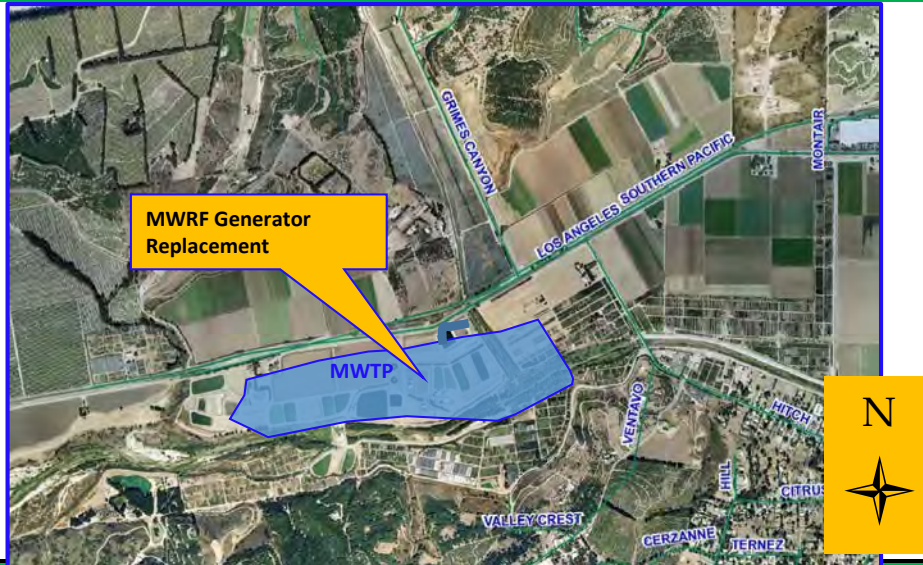 GRIMES CANYON
MONTAIR
LOS ANGELES SOUTHERN PACIFIC
MWRF Generator
Replacement
MWTP
VENTAVO
HITCH
N
HILL
CITRUS
VALLEY CREST
CERZANNE
TERNEZ